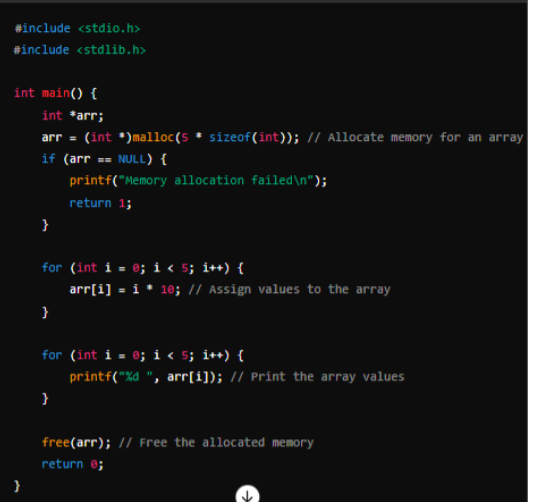 #include <stdio.h>
#include <stdlib.h>
int main() {
int *arr;
arr = (int *)malloc(5 * sizeof(int)); // Allocate memory for an array
if (arr == NULL) {
printf("Memory allocation failed\n");
return 1;
}
for (int i = 0; i < 5; i++) {
arr[i] = i * 10; // Assign values to the array
}
for (int i = 0; i < 5; i++) {
printf("%d ", arr[i]); // Print the array values
}
free(arr); // Free the allocated memory
return 0;
}